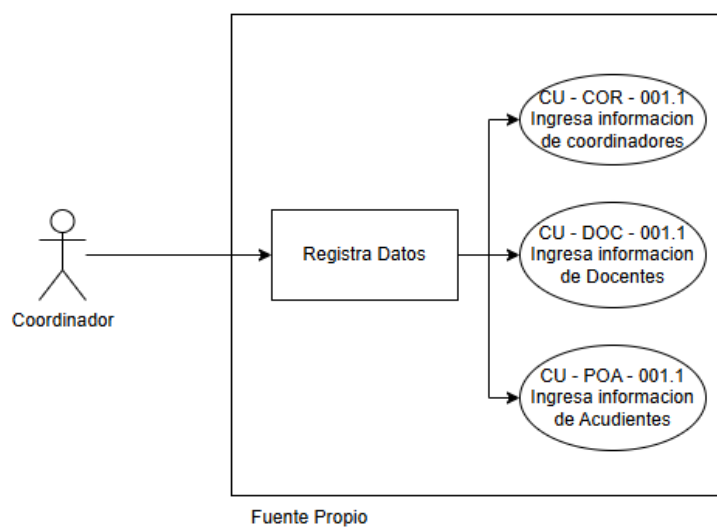 CU - COR - 001.1
Ingresa informacion
de coordinadores
Registra Datos
CU - DOC - 001.1
Ingresa informacion
de Docentes
Coordinador
CU - POA - 001.1
Ingresa informacion
de Acudientes
Fuente Propio